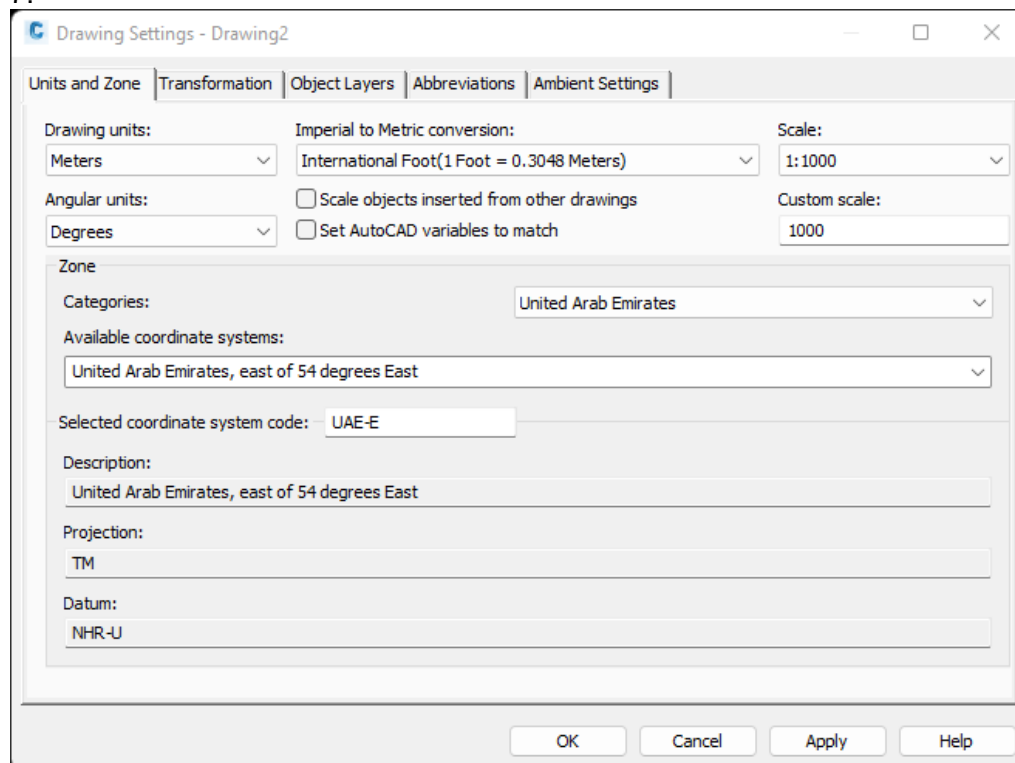 Drawing Settings - Drawing2
Units and Zone Transformation Object Layers Abbreviations Ambient Settings
Drawing units: Imperial to Metric conversion: Scale:
Meters International Foot(1 Foot = 0.3048 Meters) 1:1000
Angular units: Scale objects inserted from other drawings Custom scale:
Degrees Set AutoCAD variables to match 1000
Zone
Categories: United Arab Emirates
Available coordinate systems:
United Arab Emirates, east of 54 degrees East
Selected coordinate system code: UAE-E
Description:
United Arab Emirates, east of 54 degrees East
Projection:
TM
Datum:
NHR-U
OK Cancel Apply Help